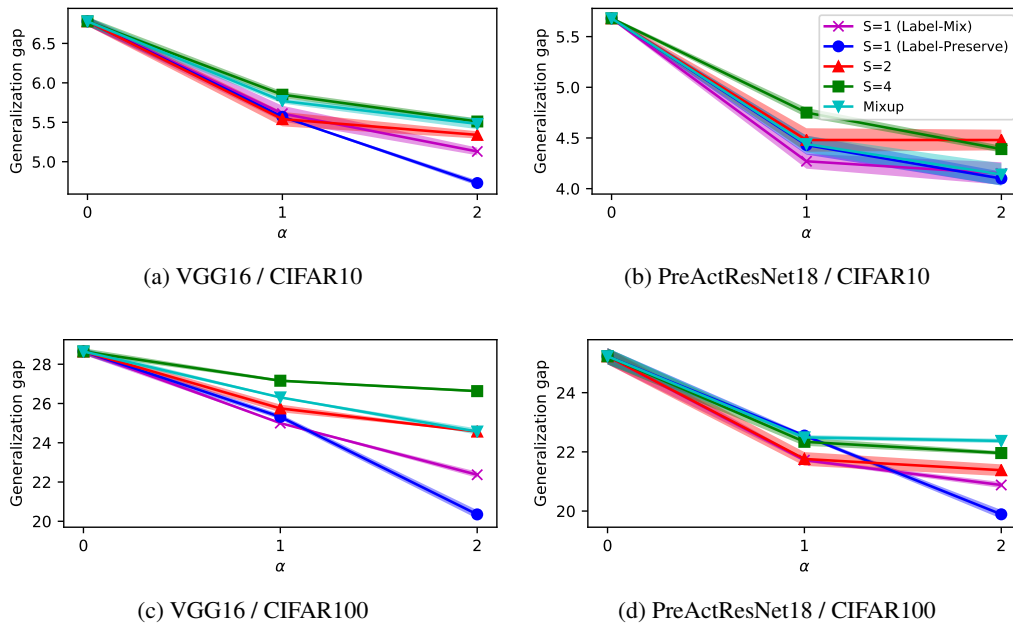 Generalization gap
6.5
6.0
5.5
5.0
0
1
2
α
(a) VGG16 / CIFAR10
Generalization gap
5.5
5.0
4.5
4.0
0
1
2
α
S=1 (Label-Mix)
S=1 (Label-Preserve)
S=2
S=4
Mixup
(b) PreActResNet18 / CIFAR10
Generalization gap
28
26
24
22
20
0
1
2
α
(c) VGG16 / CIFAR100
Generalization gap
24
22
20
0
1
2
α
(d) PreActResNet18 / CIFAR100